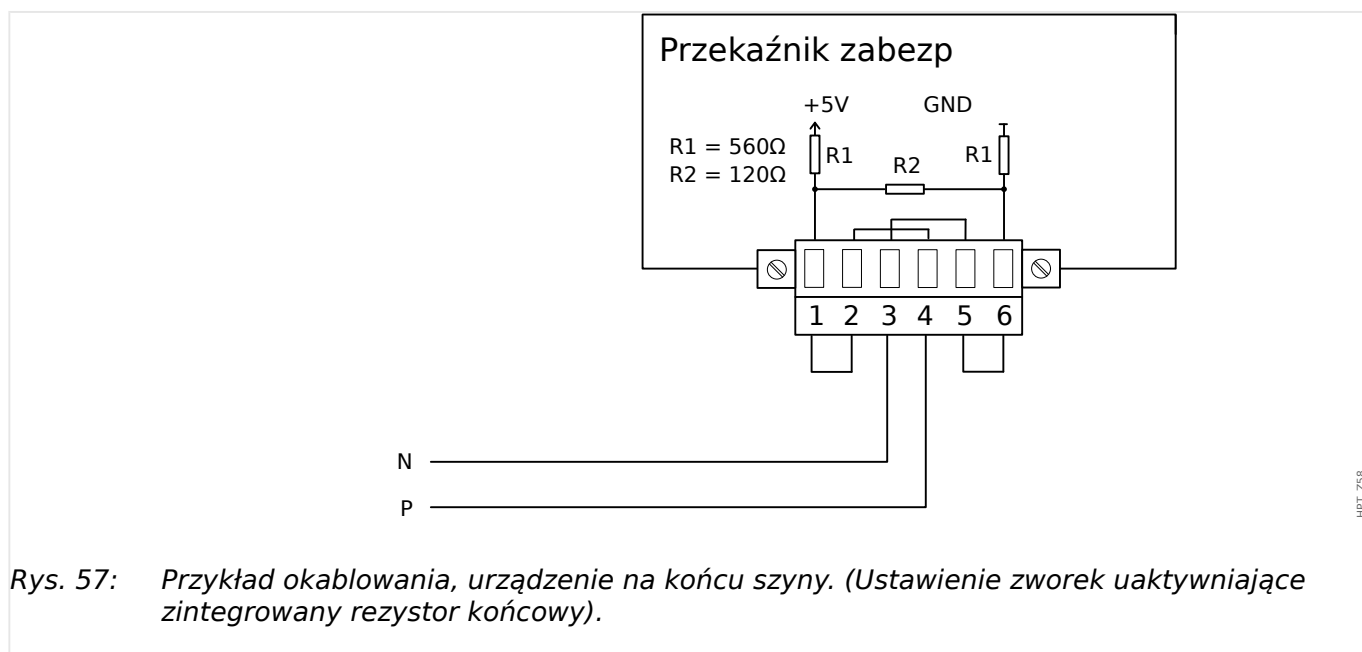 Przekaźnik zabezp
+5V GND
R1 = 560Ω
R2 = 120Ω
R1 R2 R1
1 2 3 4 5 6
N
P
HPT_Z58
Rys. 57: Przykład okablowania, urządzenie na końcu szyny. (Ustawienie zworek uaktywniające
zintegrowany rezystor końcowy).